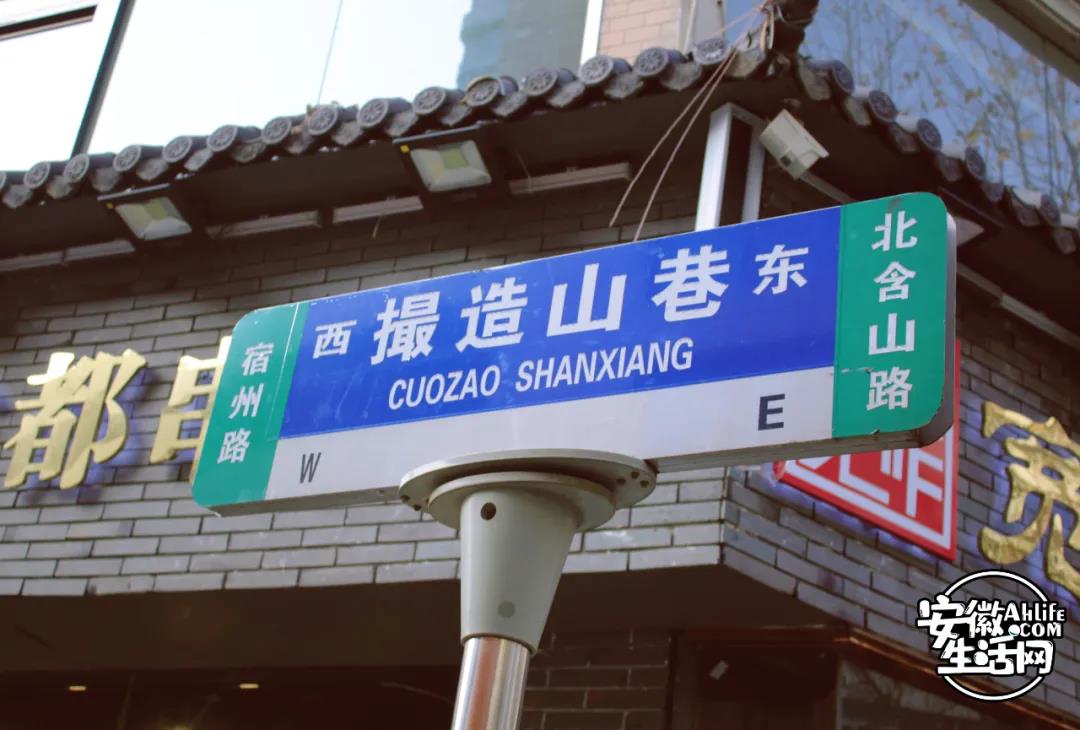 西 撮造山巷 东
CUOZAO SHANXIANG
W
E
宿州路
北含山路
都
安徽
AHLIFE
.COM
生活网